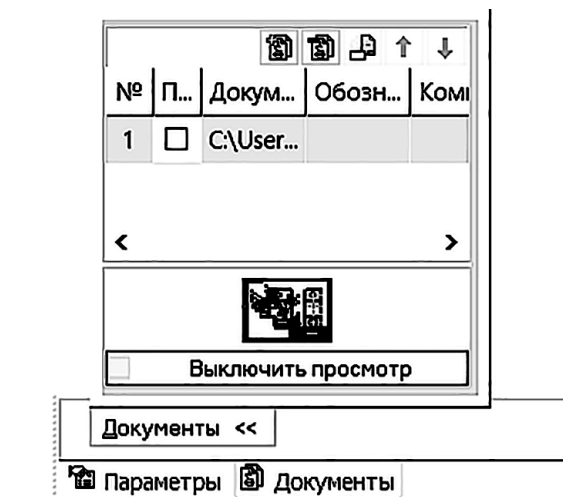 № П... Докум... Обозн... Ком
1 C:\User...
Выключить просмотр
Документы <<
Параметры Документы